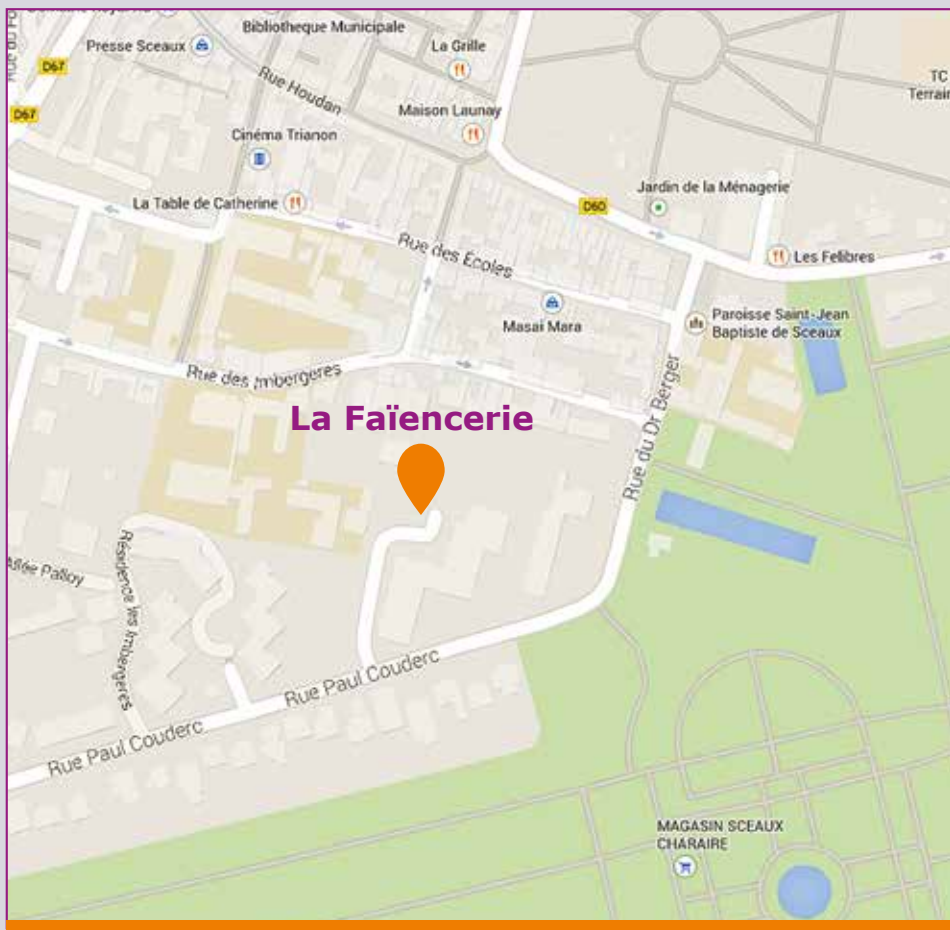 Bibliotheque Municipale
Presse Sceaux
La Grille
D67
Rue Houdan
TC
Terrain
D67
Maison Launay
Cinéma Trianon
Jardin de la Ménagerie
La Table de Catherine
D60
Rue des Écoles
Les Felibres
Masai Mara
Paroisse Saint-Jean
Baptiste de Sceaux
Rue des Imbergeres
Rue du Dr Berger
La Faïencerie
Allée Palloy
Résidence les Imbergeres
Rue Paul Couderc
Rue Paul Couderc
MAGASIN SCEAUX
CHARAIRE